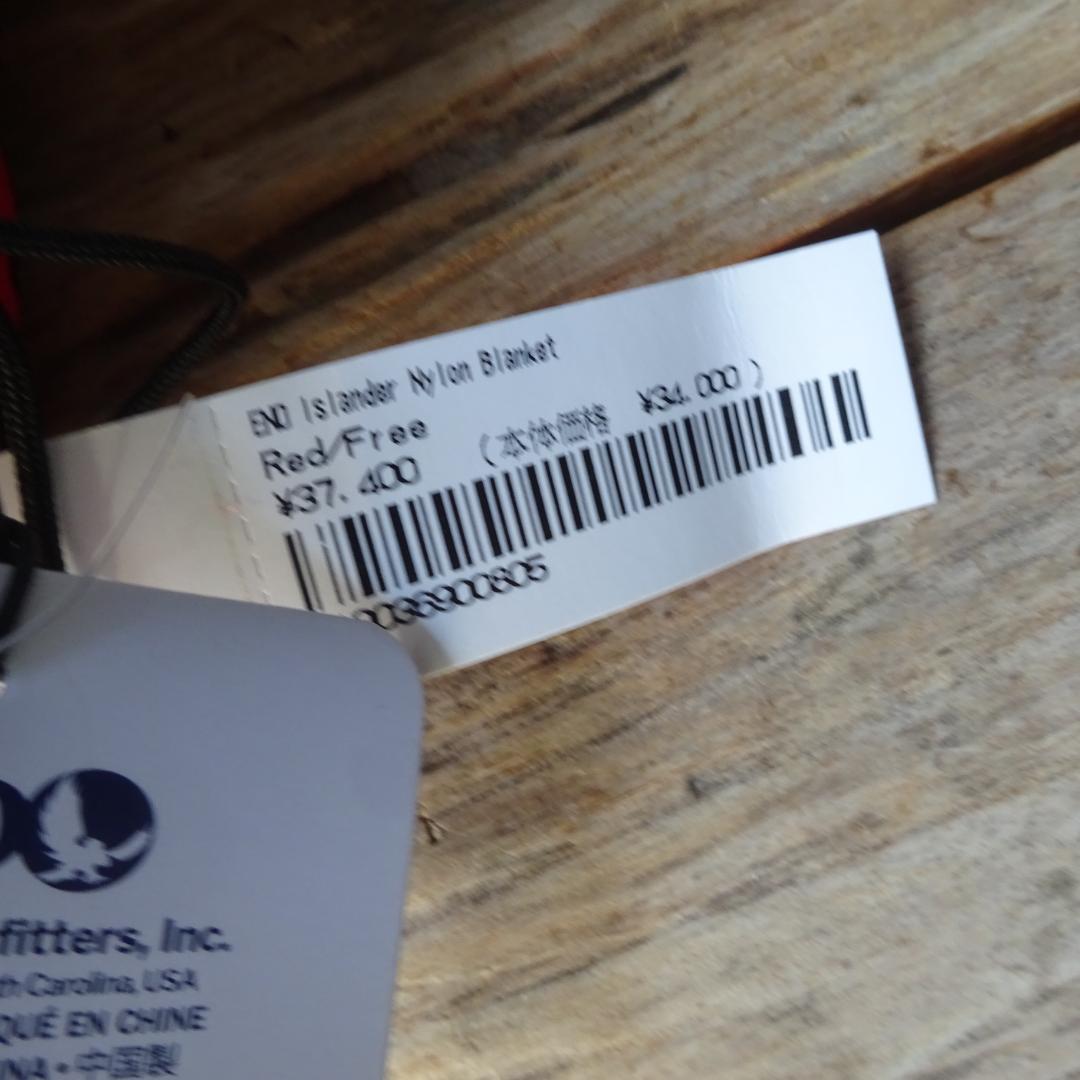 ENO Islander Nylon Blanket
Red/Free
¥37.400 (本体価格 ¥34.000)
0036900605
fitters, Inc.
th Carolina, USA
QUÉ EN CHINE
INA • 中国製